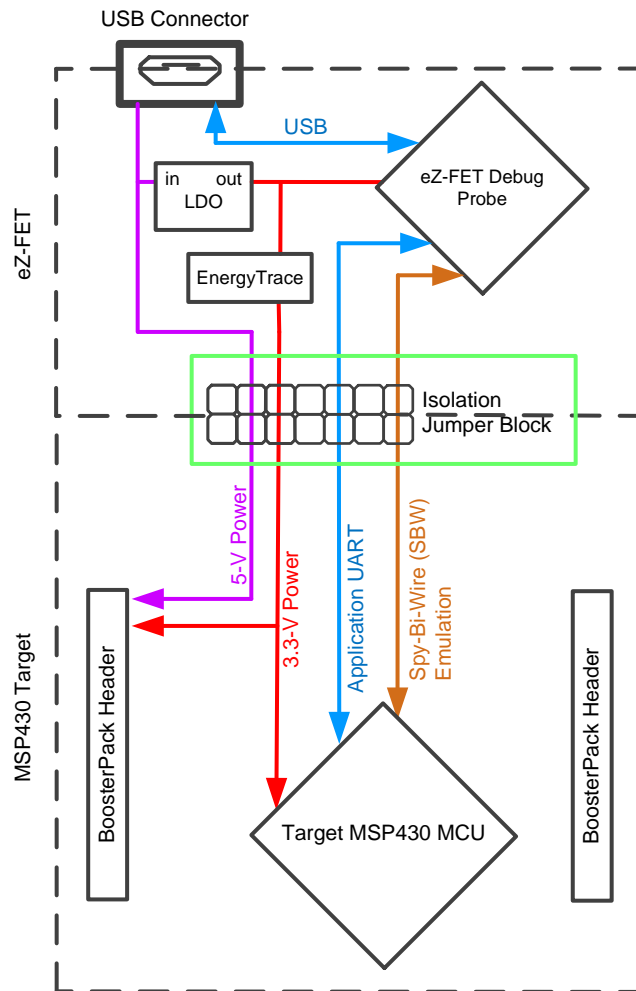 USB Connector
USB
in out
LDO
eZ-FET Debug
Probe
eZ-FET
EnergyTrace
Isolation
Jumper Block
5-V Power
3.3-V Power
Application UART
Spy-Bi-Wire (SBW)
Emulation
MSP430 Target
BoosterPack Header
BoosterPack Header
Target MSP430 MCU